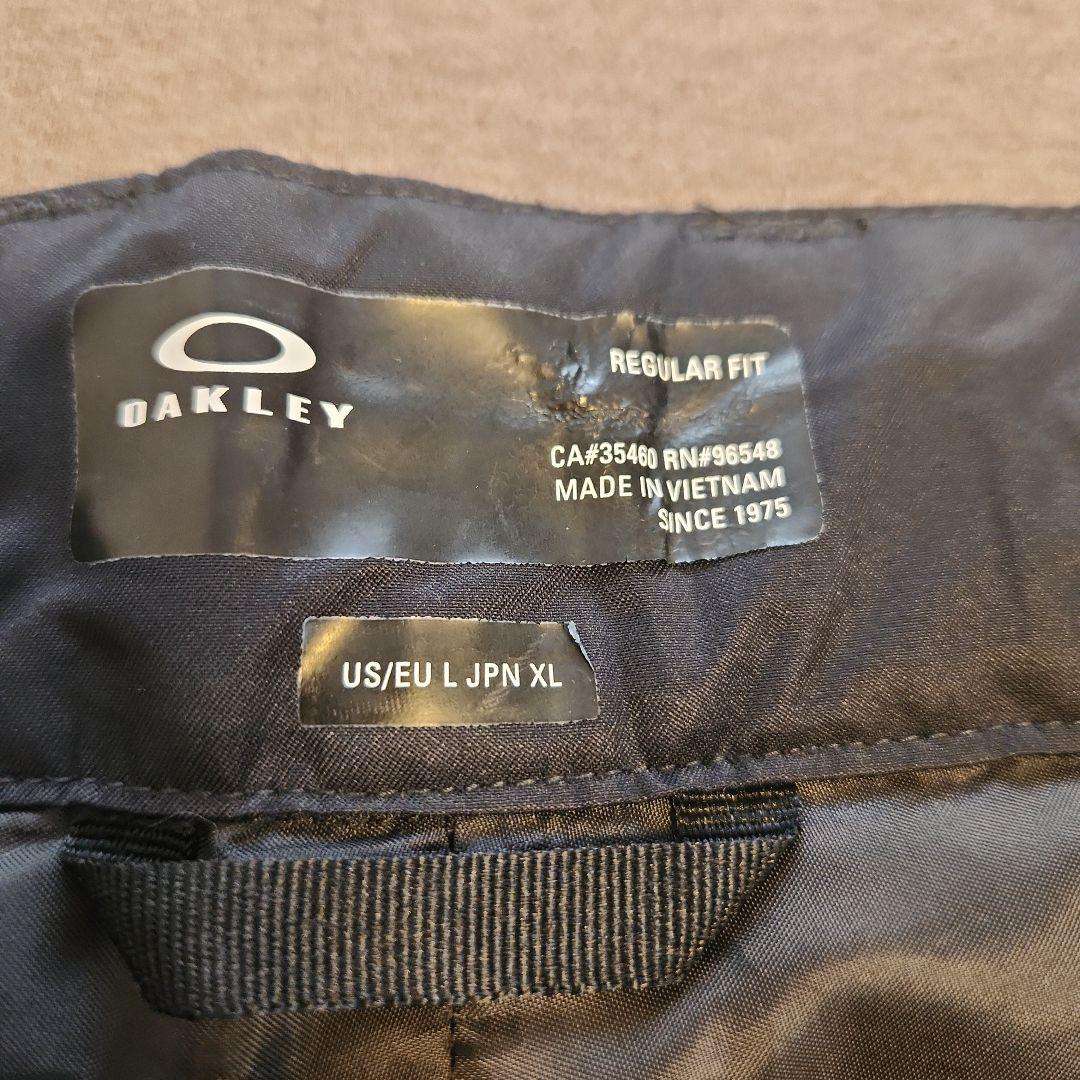 OAKLEY
REGULAR FIT
CA#35460 RN#96548
MADE IN VIETNAM
SINCE 1975
US/EU L JPN XL